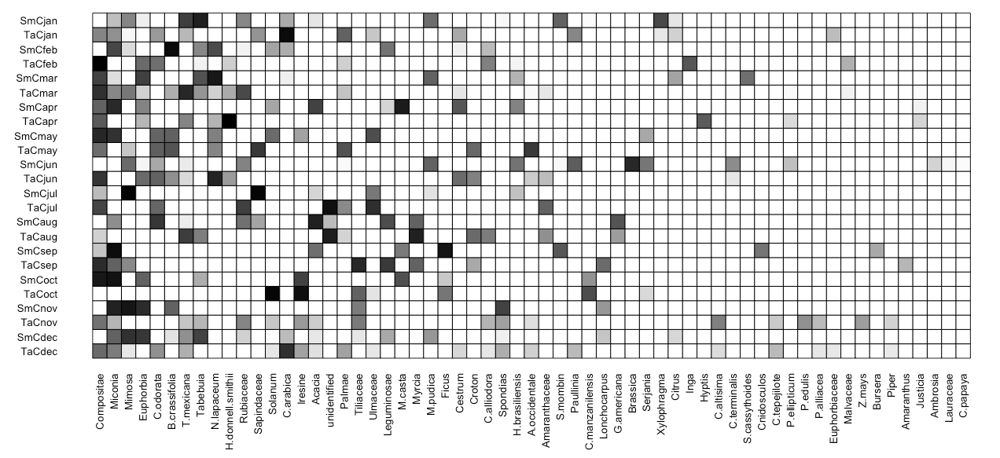 SmCjan
TaCjan
SmCfeb
TaCfeb
SmCmar
TaCmar
SmCapr
TaCapr
SmCmay
TaCmay
SmCjun
TaCjun
SmCjul
TaCjul
SmCaug
TaCaug
SmCsep
TaCsep
SmCoct
TaCoct
SmCnov
TaCnov
SmCdec
TaCdec
Compositae
Miconia
Mimosa
Euphorbia
C.odorata
B.crassifolia
T.mexicana
Tabebuia
N.lapaceum
H.donnell.smithii
Rubiaceae
Sapindaceae
Solanum
C.arabica
Iresine
Acacia
unidentified
Palmae
Tiliaceae
Ulmaceae
Leguminosae
M.casta
Myrcia
M.pudica
Ficus
Cestrum
Croton
C.alliodora
Spondias
H.brasiliensis
A.occidentale
Amaranthaceae
S.mombin
Paullinia
C.manzanilensis
Lonchocarpus
G.americana
Brassica
Serjania
Xylophragma
Citrus
Inga
Hyptis
C.altisima
C.terminalis
S.cassythoides
Cnidosculos
C.tepejilote
P.ellipticum
P.edulis
P.alliacea
Euphorbiaceae
Malvaceae
Z.mays
Bursera
Piper
Amaranthus
Justicia
Ambrosia
Lauraceae
C.papaya